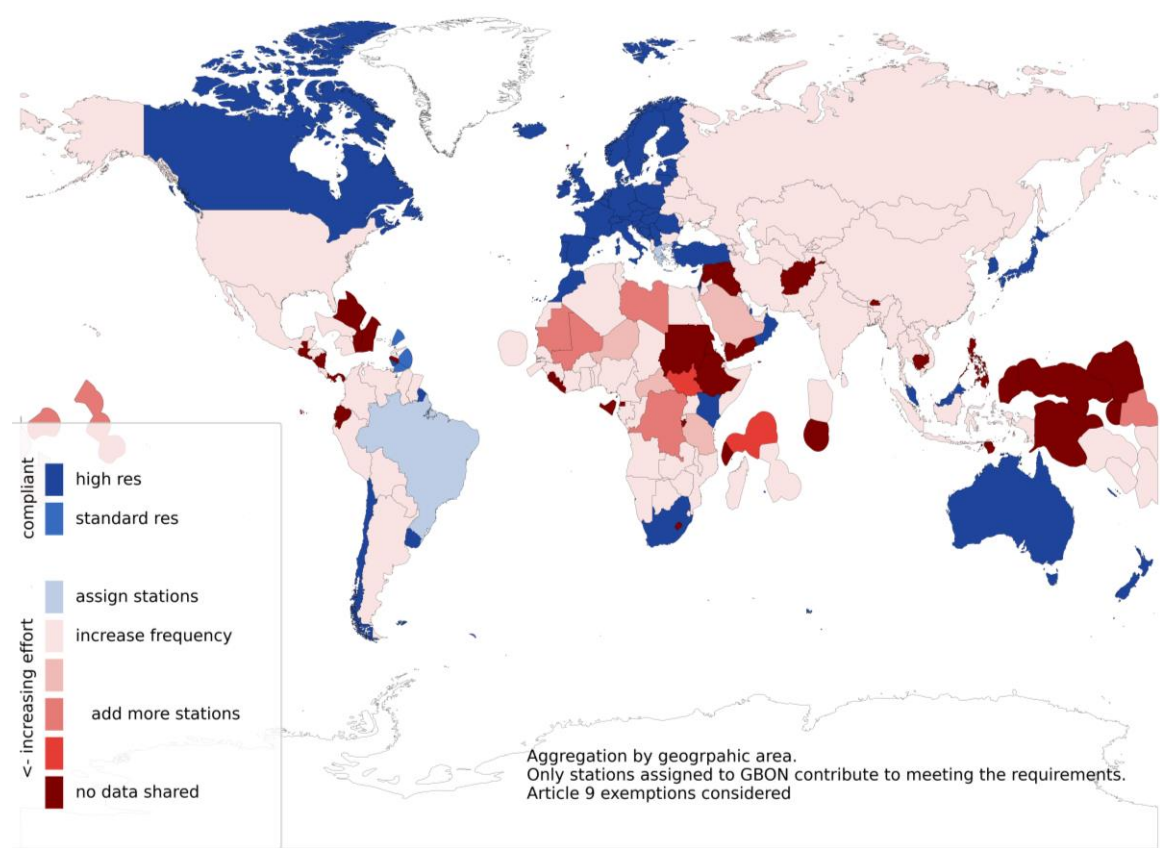 compliant
high res
standard res
<- increasing effort
assign stations
increase frequency
add more stations
no data shared
Aggregation by geogrpahic area.
Only stations assigned to GBON contribute to meeting the requirements.
Article 9 exemptions considered